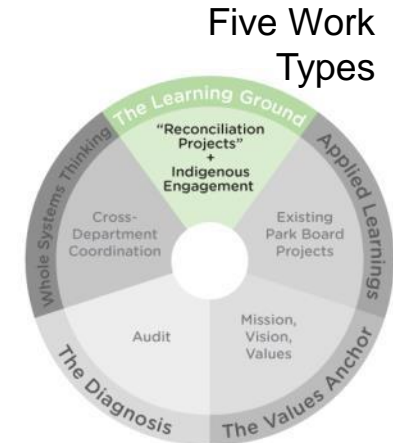 Five Work
Types
The Learning Ground
"Reconciliation
Projects"
+
Indigenous
Engagement
Applied Learnings
Existing
Park Board
Projects
The Values Anchor
Mission,
Vision,
Values
The Diagnosis
Audit
Whole Systems Thinking
Cross-
Department
Coordination